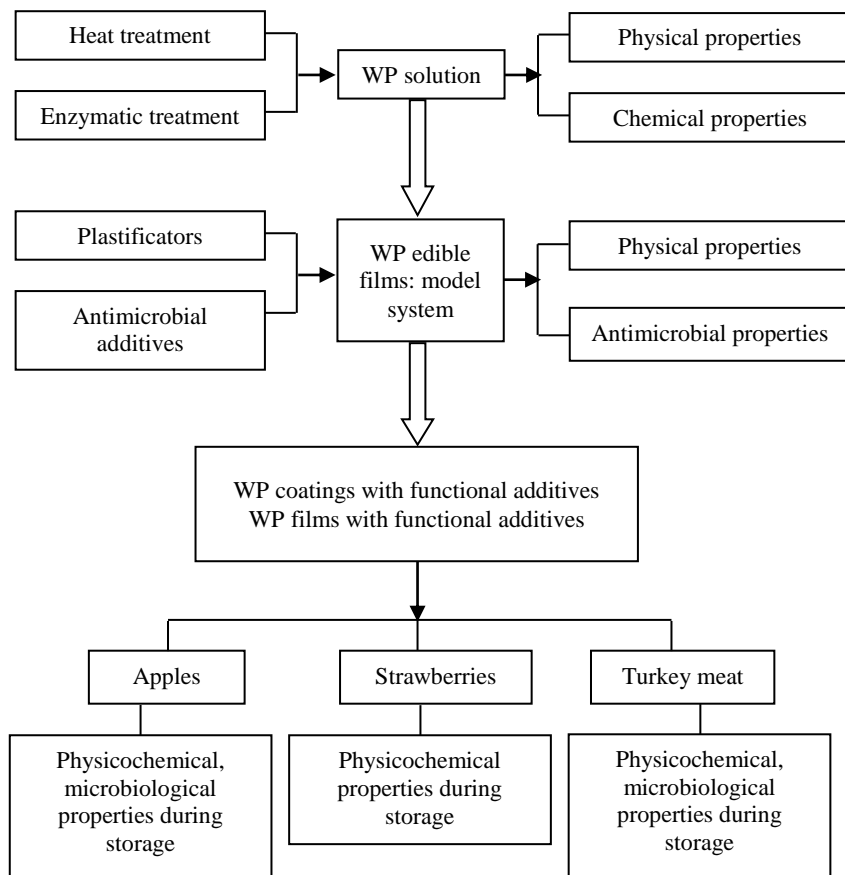 Heat treatment
Enzymatic treatment
WP solution
Physical properties
Chemical properties
Plastificators
Antimicrobial
additives
WP edible
films: model
system
Physical properties
Antimicrobial properties
WP coatings with functional additives
WP films with functional additives
Apples
Strawberries
Turkey meat
Physicochemical,
microbiological
properties during
storage
Physicochemical
properties during
storage
Physicochemical,
microbiological
properties during
storage